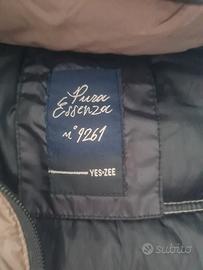 Pura
Essenza
n° 9261
YES-ZEE
subito